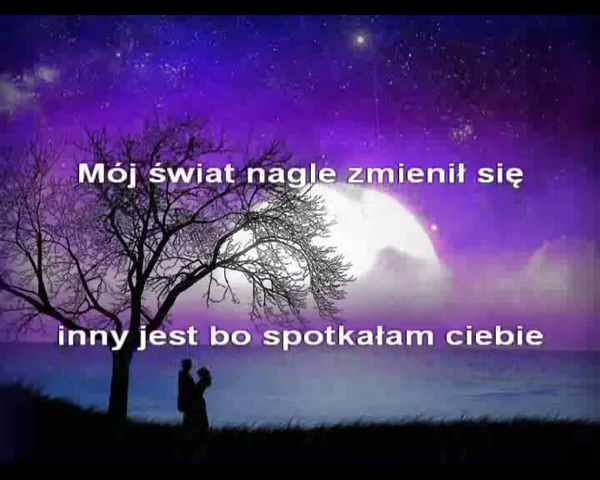 Mój świat nagle zmienił się
inny jest bo spotkałam ciebie